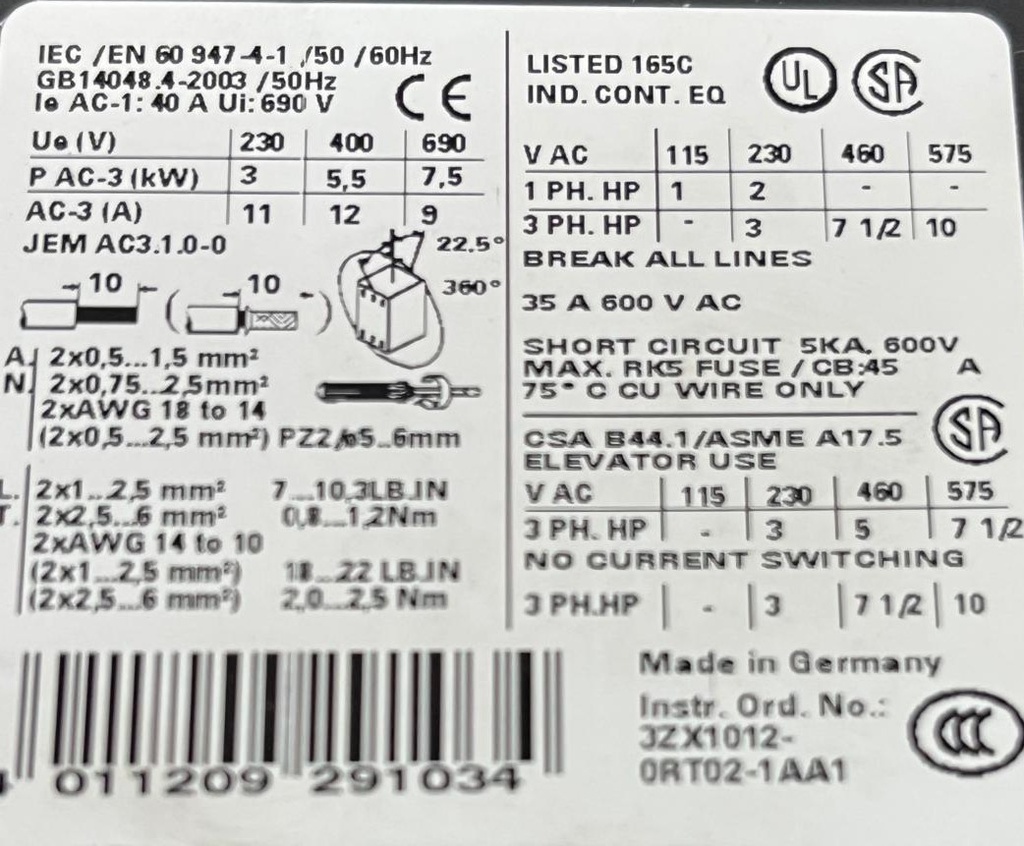 IEC /EN 60 947-4-1 /50 /60Hz
GB14048.4-2003 /50Hz
Ie AC-1: 40 A Ui: 690 V
CE
Ue (V) 230 400 690
P AC-3 (kW) 3 5,5 7,5
AC-3 (A) 11 12 9
JEM AC3.1.0-0
22.5°
360°
10 ( 10 )
A. 2x0,5...1,5 mm²
N. 2x0,75...2,5mm²
2xAWG 18 to 14
(2x0,5...2,5 mm²) PZ2/ø5...6mm
L. 2x1...2,5 mm² 7...10,3LB.IN
T. 2x2,5...6 mm² 0,8...1,2Nm
2xAWG 14 to 10
(2x1...2,5 mm²) 18...22 LB.IN
(2x2,5...6 mm²) 2,0...2,5 Nm
4 011209 291034
LISTED 165C
IND. CONT. EQ
UL
SA
V AC 115 230 460 575
1 PH. HP 1 2 - -
3 PH. HP - 3 7 1/2 10
BREAK ALL LINES
35 A 600 V AC
SHORT CIRCUIT 5KA, 600V
MAX. RK5 FUSE / CB:45 A
75° C CU WIRE ONLY
CSA B44.1/ASME A17.5
ELEVATOR USE
SA
V AC 115 230 460 575
3 PH. HP - 3 5 7 1/2
NO CURRENT SWITCHING
3 PH.HP - 3 7 1/2 10
Made in Germany
Instr. Ord. No.:
3ZX1012-
0RT02-1AA1
CCC